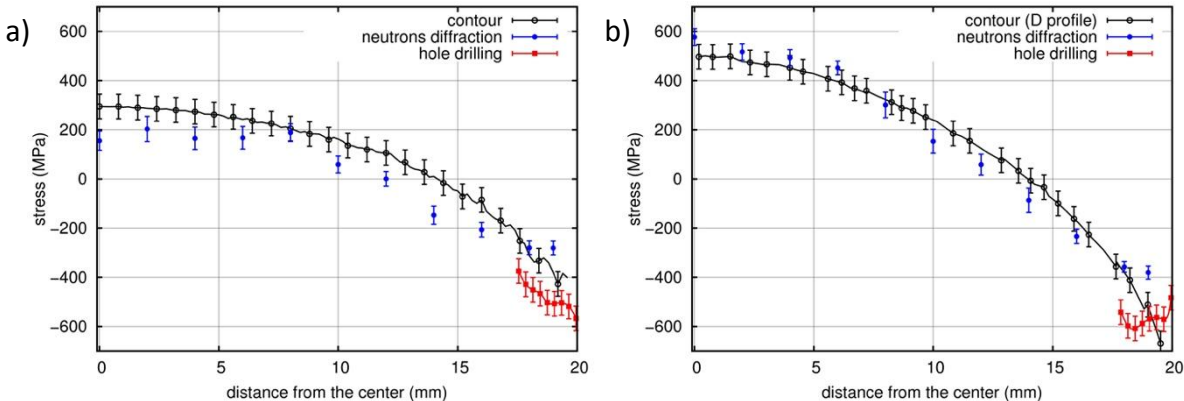 a)
contour
neutrons diffraction
hole drilling
600
400
200
0
−200
−400
−600
stress (MPa)
0 5 10 15 20
distance from the center (mm)
b)
contour (D profile)
neutrons diffraction
hole drilling
600
400
200
0
−200
−400
−600
stress (MPa)
0 5 10 15 20
distance from the center (mm)